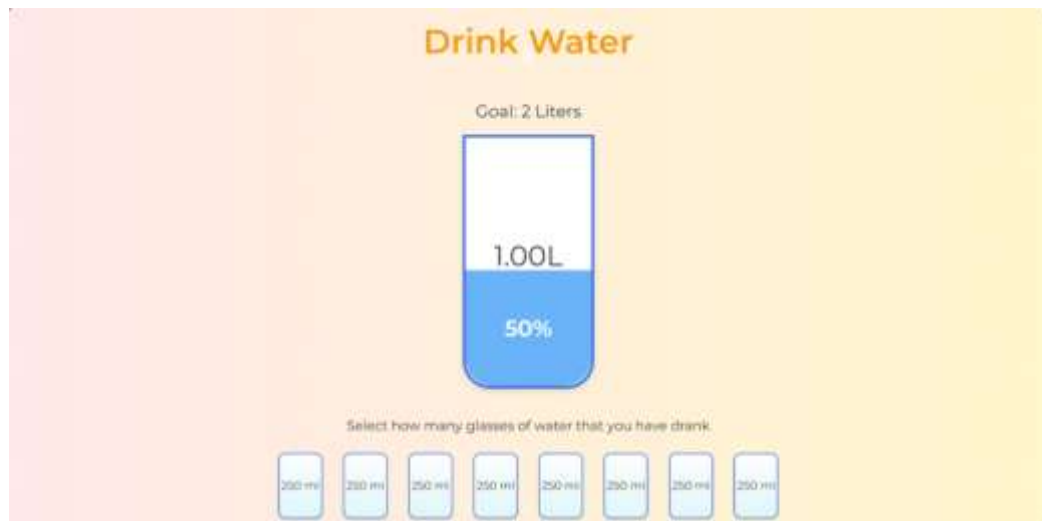 Drink Water
Goal: 2 Liters
1.00L
50%
Select how many glasses of water that you have drank
250 ml 250 ml 250 ml 250 ml 250 ml 250 ml 250 ml 250 ml